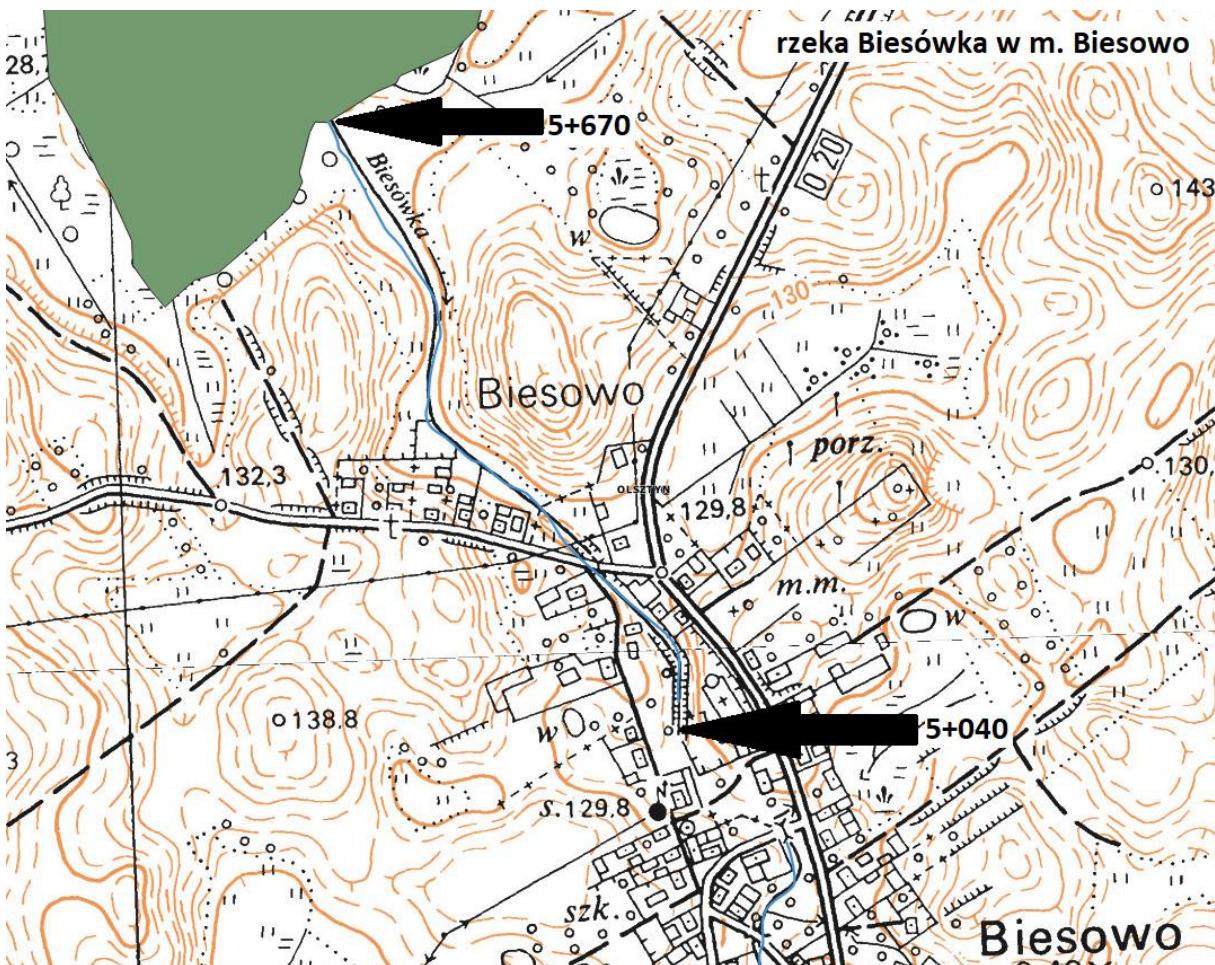 rzeka Biesówka w m. Biesowo
28,
5+670
Biesówka
O 20
143
w
130
Biesowo
porz.
132,3
OLSZTYN
129,8
130,
m.m.
w
138,8
w
5+040
3
s.129,8
szk.
Biesowo